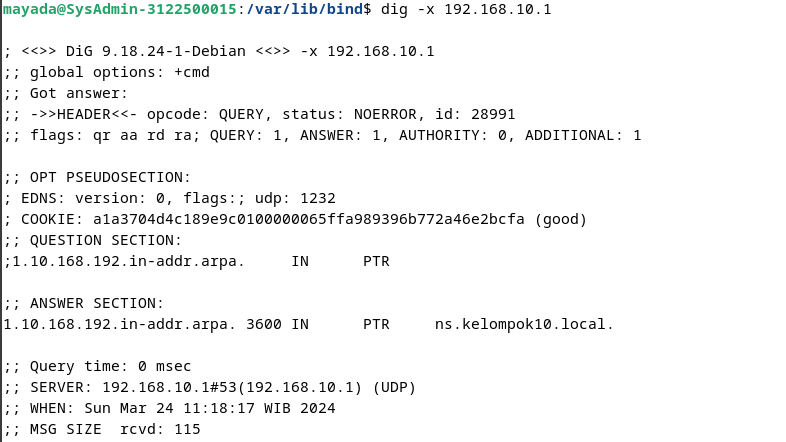 mayada@SysAdmin-3122500015:/var/lib/bind$ dig -x 192.168.10.1
; <<>> DiG 9.18.24-1-Debian <<>> -x 192.168.10.1
;; global options: +cmd
;; Got answer:
;; ->>HEADER<<- opcode: QUERY, status: NOERROR, id: 28991
;; flags: qr aa rd ra; QUERY: 1, ANSWER: 1, AUTHORITY: 0, ADDITIONAL: 1
;; OPT PSEUDOSECTION:
; EDNS: version: 0, flags:; udp: 1232
; COOKIE: a1a3704d4c189e9c0100000065ffa989396b772a46e2bcfa (good)
;; QUESTION SECTION:
;1.10.168.192.in-addr.arpa.     IN      PTR
;; ANSWER SECTION:
1.10.168.192.in-addr.arpa. 3600 IN      PTR     ns.kelompok10.local.
;; Query time: 0 msec
;; SERVER: 192.168.10.1#53(192.168.10.1) (UDP)
;; WHEN: Sun Mar 24 11:18:17 WIB 2024
;; MSG SIZE  rcvd: 115